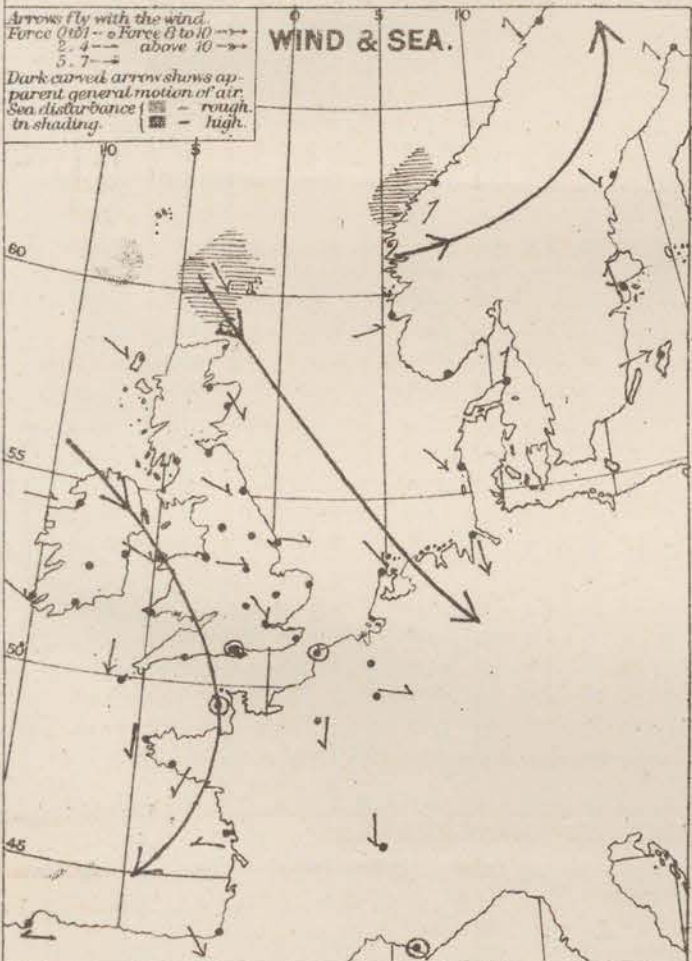 Arrows fly with the wind.
Force 0 to 1 - o Force 8 to 10
2. 4 above 10
5. 7
Dark curved arrow shows ap-
parent general motion of air.
Sea disturbance { - rough.
in shading. { - high.
WIND & SEA.
0 5 10
10 5
60
55
50
45